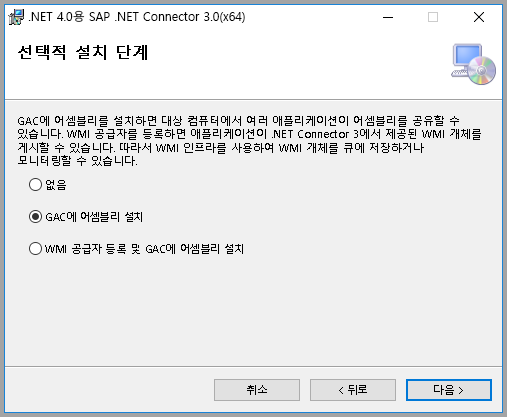 .NET 4.0용 SAP .NET Connector 3.0(x64)
선택적 설치 단계
GAC에 어셈블리를 설치하면 대상 컴퓨터에서 여러 애플리케이션이 어셈블리를 공유할 수
있습니다. WMI 공급자를 등록하면 애플리케이션이 .NET Connector 3에서 제공된 WMI 개체를
게시할 수 있습니다. 따라서 WMI 인프라를 사용하여 WMI 개체를 큐에 저장하거나
모니터링할 수 있습니다.
없음
GAC에 어셈블리 설치
WMI 공급자 등록 및 GAC에 어셈블리 설치
취소
< 뒤로
다음 >